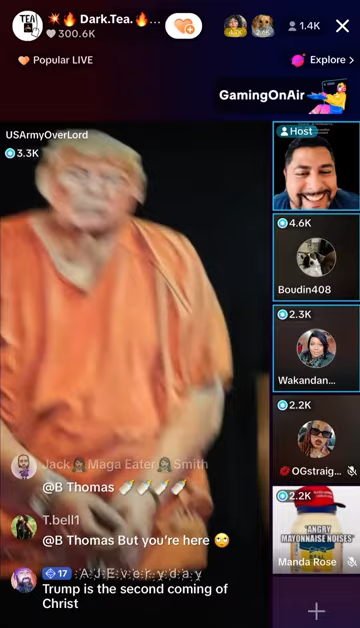 TEA
💥🔥 Dark.Tea.🔥...
300.6K
1.4K
Popular LIVE
Explore >
GamingOnAir
USArmyOverLord
3.3K
Host
4.6K
Boudin408
2.3K
Wakandan...
2.2K
💋OGstraig...
2.2K
"ANGRY
MAYONNAISE NOISES"
Manda Rose
Jack🧟‍♀️Maga Eater🧟‍♀️Smith
@B Thomas 🍼🍼🍼🍼
T.bell1
@B Thomas But you're here 🙄
17 ꧁A꧂J꧁E꧂v꧁e꧂r꧁y꧂d꧁a꧂y
Trump is the second coming of
Christ